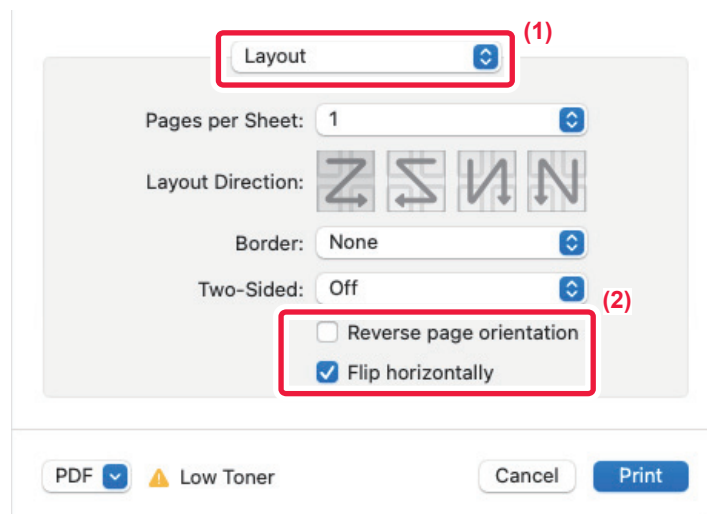 (1)
Layout
Pages per Sheet: 1
Layout Direction:
Border: None
Two-Sided: Off
(2)
Reverse page orientation
Flip horizontally
PDF Low Toner Cancel Print